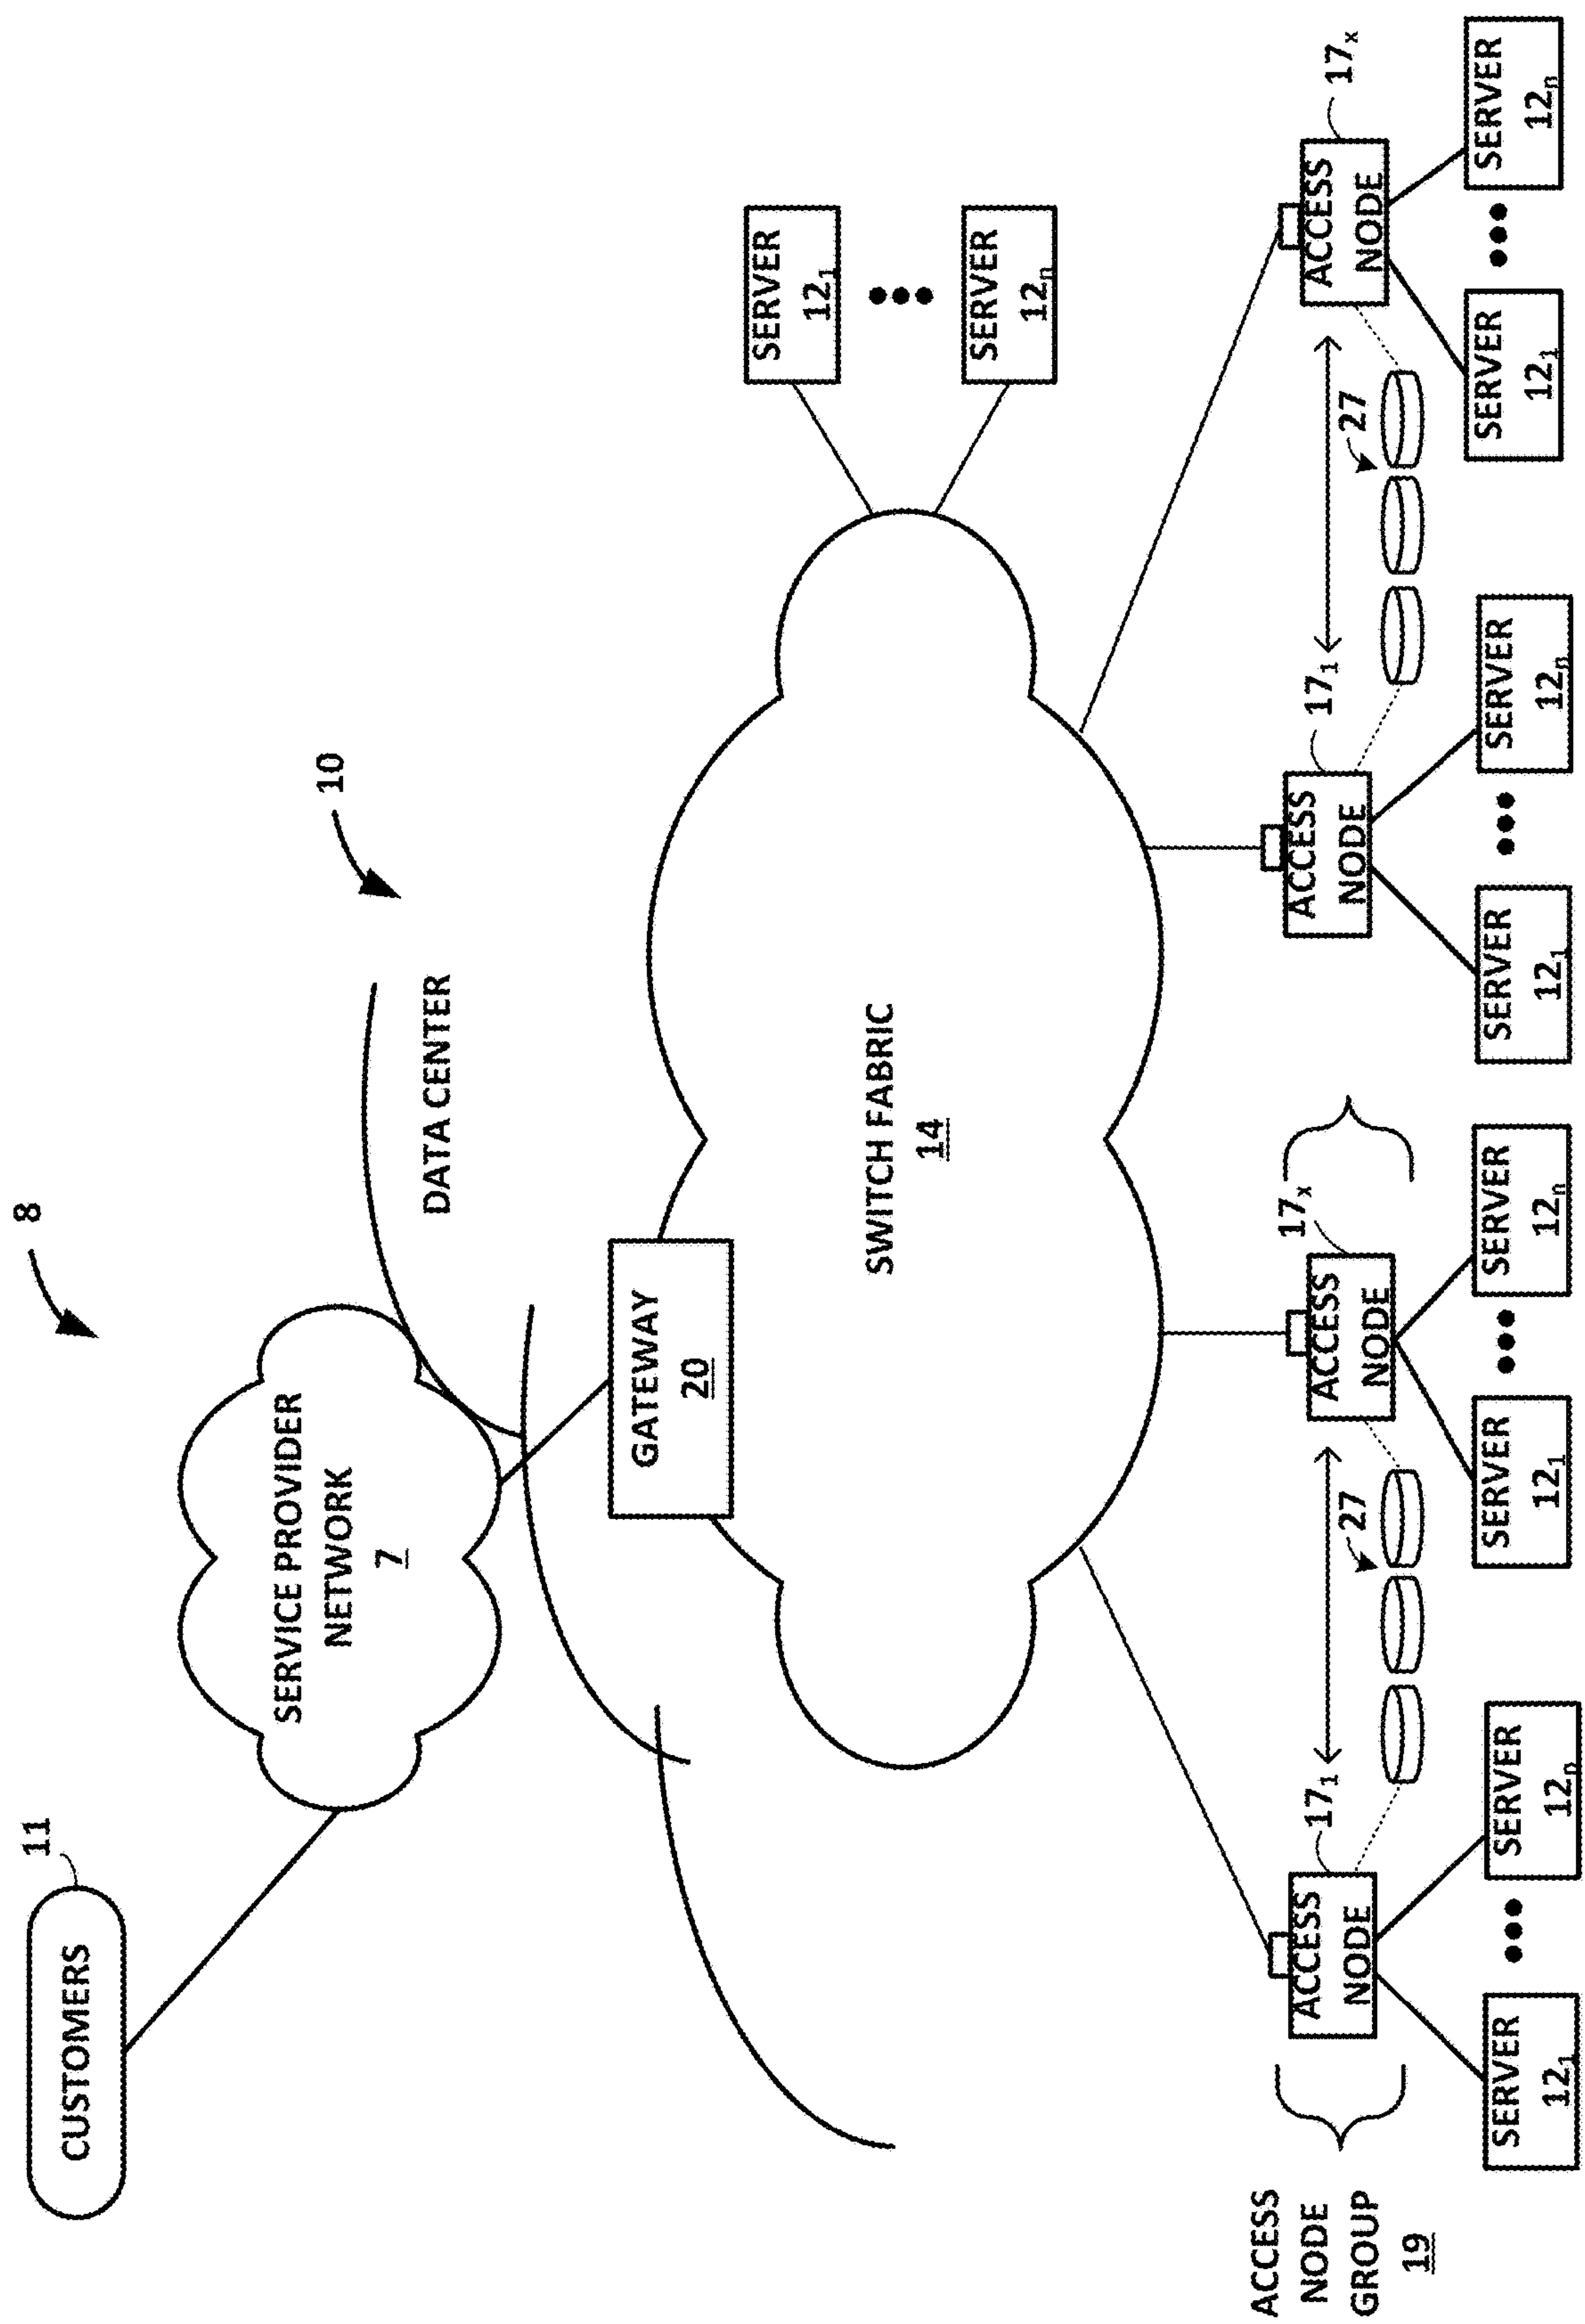 8
CUSTOMERS
11
SERVICE PROVIDER
NETWORK
7
10
DATA CENTER
GATEWAY
20
SWITCH FABRIC
14
SERVER
12₁
SERVER
12ₙ
ACCESS
NODE
GROUP
19
ACCESS
NODE
17₁
27
ACCESS
NODE
17ₓ
ACCESS
NODE
17₁
27
ACCESS
NODE
17ₓ
SERVER
12₁
SERVER
12ₙ
SERVER
12₁
SERVER
12ₙ
SERVER
12₁
SERVER
12ₙ
SERVER
12₁
SERVER
12ₙ